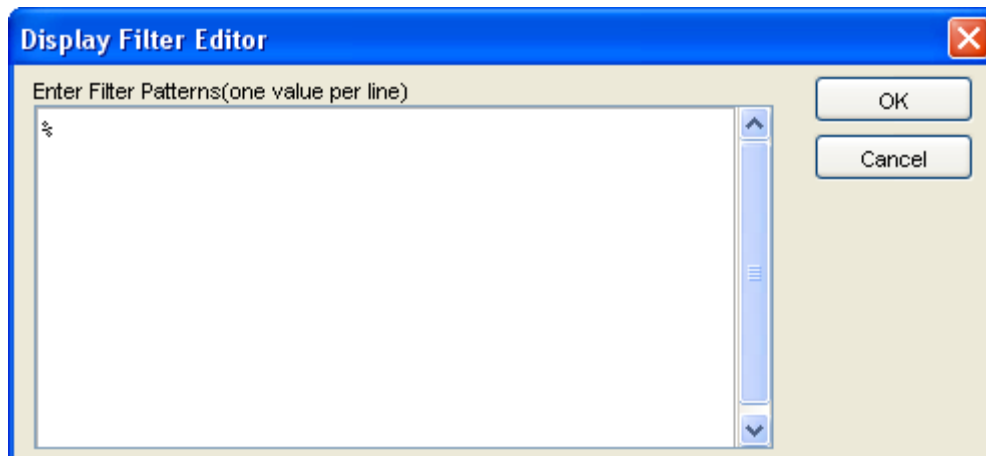 Display Filter Editor
Enter Filter Patterns(one value per line)
%
OK
Cancel